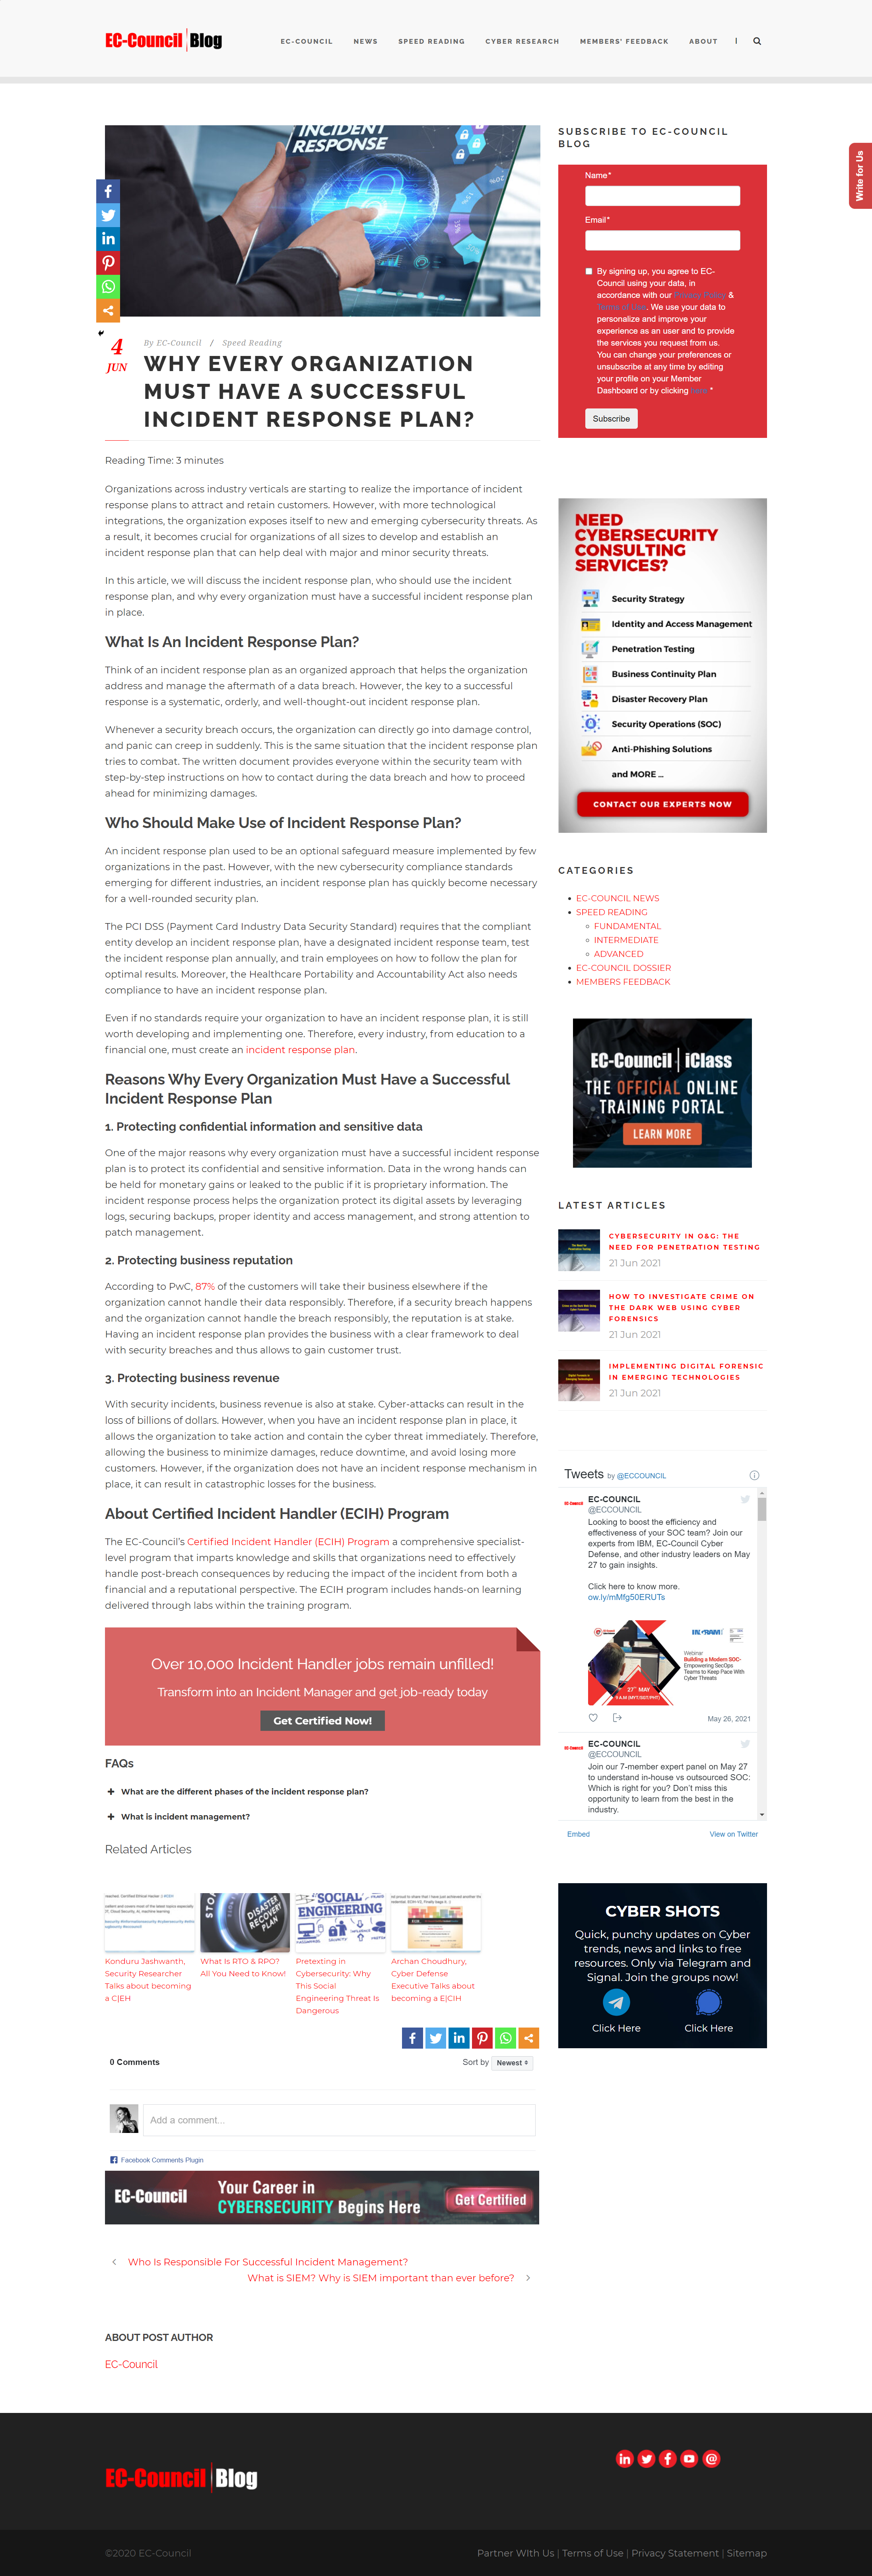 EC-Council Blog
EC-COUNCIL NEWS SPEED READING CYBER RESEARCH MEMBERS' FEEDBACK ABOUT
Write for Us
INCIDENT
RESPONSE
4
JUN
By EC-Council / Speed Reading
WHY EVERY ORGANIZATION
MUST HAVE A SUCCESSFUL
INCIDENT RESPONSE PLAN?
Reading Time: 3 minutes
Organizations across industry verticals are starting to realize the importance of incident
response plans to attract and retain customers. However, with more technological
integrations, the organization exposes itself to new and emerging cybersecurity threats. As
a result, it becomes crucial for organizations of all sizes to develop and establish an
incident response plan that can help deal with major and minor security threats.
In this article, we will discuss the incident response plan, who should use the incident
response plan, and why every organization must have a successful incident response plan
in place.
What Is An Incident Response Plan?
Think of an incident response plan as an organized approach that helps the organization
address and manage the aftermath of a data breach. However, the key to a successful
response is a systematic, orderly, and well-thought-out incident response plan.
Whenever a security breach occurs, the organization can directly go into damage control,
and panic can creep in suddenly. This is the same situation that the incident response plan
tries to combat. The written document provides everyone within the security team with
step-by-step instructions on how to contact during the data breach and how to proceed
ahead for minimizing damages.
Who Should Make Use of Incident Response Plan?
An incident response plan used to be an optional safeguard measure implemented by few
organizations in the past. However, with the new cybersecurity compliance standards
emerging for different industries, an incident response plan has quickly become necessary
for a well-rounded security plan.
The PCI DSS (Payment Card Industry Data Security Standard) requires that the compliant
entity develop an incident response plan, have a designated incident response team, test
the incident response plan annually, and train employees on how to follow the plan for
optimal results. Moreover, the Healthcare Portability and Accountability Act also needs
compliance to have an incident response plan.
Even if no standards require your organization to have an incident response plan, it is still
worth developing and implementing one. Therefore, every industry, from education to a
financial one, must create an incident response plan.
Reasons Why Every Organization Must Have a Successful
Incident Response Plan
1. Protecting confidential information and sensitive data
One of the major reasons why every organization must have a successful incident response
plan is to protect its confidential and sensitive information. Data in the wrong hands can
be held for monetary gains or leaked to the public if it is proprietary information. The
incident response process helps the organization protect its digital assets by leveraging
logs, securing backups, proper identity and access management, and strong attention to
patch management.
2. Protecting business reputation
According to PwC, 87% of the customers will take their business elsewhere if the
organization cannot handle their data responsibly. Therefore, if a security breach happens
and the organization cannot handle the breach responsibly, the reputation is at stake.
Having an incident response plan provides the business with a clear framework to deal
with security breaches and thus allows to gain customer trust.
3. Protecting business revenue
With security incidents, business revenue is also at stake. Cyber-attacks can result in the
loss of billions of dollars. However, when you have an incident response plan in place, it
allows the organization to take action and contain the cyber threat immediately. Therefore,
allowing the business to minimize damages, reduce downtime, and avoid losing more
customers. However, if the organization does not have an incident response mechanism in
place, it can result in catastrophic losses for the business.
About Certified Incident Handler (ECIH) Program
The EC-Council's Certified Incident Handler (ECIH) Program a comprehensive specialist-
level program that imparts knowledge and skills that organizations need to effectively
handle post-breach consequences by reducing the impact of the incident from both a
financial and a reputational perspective. The ECIH program includes hands-on learning
delivered through labs within the training program.
Over 10,000 Incident Handler jobs remain unfilled!
Transform into an Incident Manager and get job-ready today
Get Certified Now!
FAQs
What are the different phases of the incident response plan?
What is incident management?
Related Articles
DISASTER
RECOVERY
PLAN
SOCIAL
ENGINEERING
Konduru Jashwanth,
Security Researcher
Talks about becoming
a C|EH
What Is RTO & RPO?
All You Need to Know!
Pretexting in
Cybersecurity: Why
This Social
Engineering Threat Is
Dangerous
Archan Choudhury,
Cyber Defense
Executive Talks about
becoming a E|CIH
0 Comments
Sort by Newest
Add a comment...
Facebook Comments Plugin
EC-Council Your Career in
CYBERSECURITY Begins Here
Get Certified
Who Is Responsible For Successful Incident Management?
What is SIEM? Why is SIEM important than ever before?
ABOUT POST AUTHOR
EC-Council
SUBSCRIBE TO EC-COUNCIL
BLOG
Name*
Email*
By signing up, you agree to EC-
Council using your data, in
accordance with our Privacy Policy &
Terms of Use. We use your data to
personalize and improve your
experience as an user and to provide
the services you request from us.
You can change your preferences or
unsubscribe at any time by editing
your profile on your Member
Dashboard or by clicking *
Subscribe
NEED
CYBERSECURITY
CONSULTING
SERVICES?
Security Strategy
Identity and Access Management
Penetration Testing
Business Continuity Plan
Disaster Recovery Plan
Security Operations (SOC)
Anti-Phishing Solutions
and MORE ...
CONTACT OUR EXPERTS NOW
CATEGORIES
EC-COUNCIL NEWS
SPEED READING
FUNDAMENTAL
INTERMEDIATE
ADVANCED
EC-COUNCIL DOSSIER
MEMBERS FEEDBACK
EC-Council iClass
THE OFFICIAL ONLINE
TRAINING PORTAL
LEARN MORE
LATEST ARTICLES
CYBERSECURITY IN O&G: THE
NEED FOR PENETRATION TESTING
21 Jun 2021
HOW TO INVESTIGATE CRIME ON
THE DARK WEB USING CYBER
FORENSICS
21 Jun 2021
IMPLEMENTING DIGITAL FORENSIC
IN EMERGING TECHNOLOGIES
21 Jun 2021
Tweets by @ECCOUNCIL
EC-COUNCIL
@ECCOUNCIL
Looking to boost the efficiency and
effectiveness of your SOC team? Join our
experts from IBM, EC-Council Cyber
Defense, and other industry leaders on May
27 to gain insights.
Click here to know more.
ow.ly/mMfg50ERUTs
Webinar
Building a Modern SOC-
Empowering SecOps
Teams to Keep Pace With
Cyber Threats
27TH MAY
May 26, 2021
EC-COUNCIL
@ECCOUNCIL
Join our 7-member expert panel on May 27
to understand in-house vs outsourced SOC:
Which is right for you? Don't miss this
opportunity to learn from the best in the
industry.
Embed View on Twitter
CYBER SHOTS
Quick, punchy updates on Cyber
trends, news and links to free
resources. Only via Telegram and
Signal. Join the groups now!
Click Here Click Here
EC-Council Blog
©2020 EC-Council
Partner WIth Us | Terms of Use | Privacy Statement | Sitemap